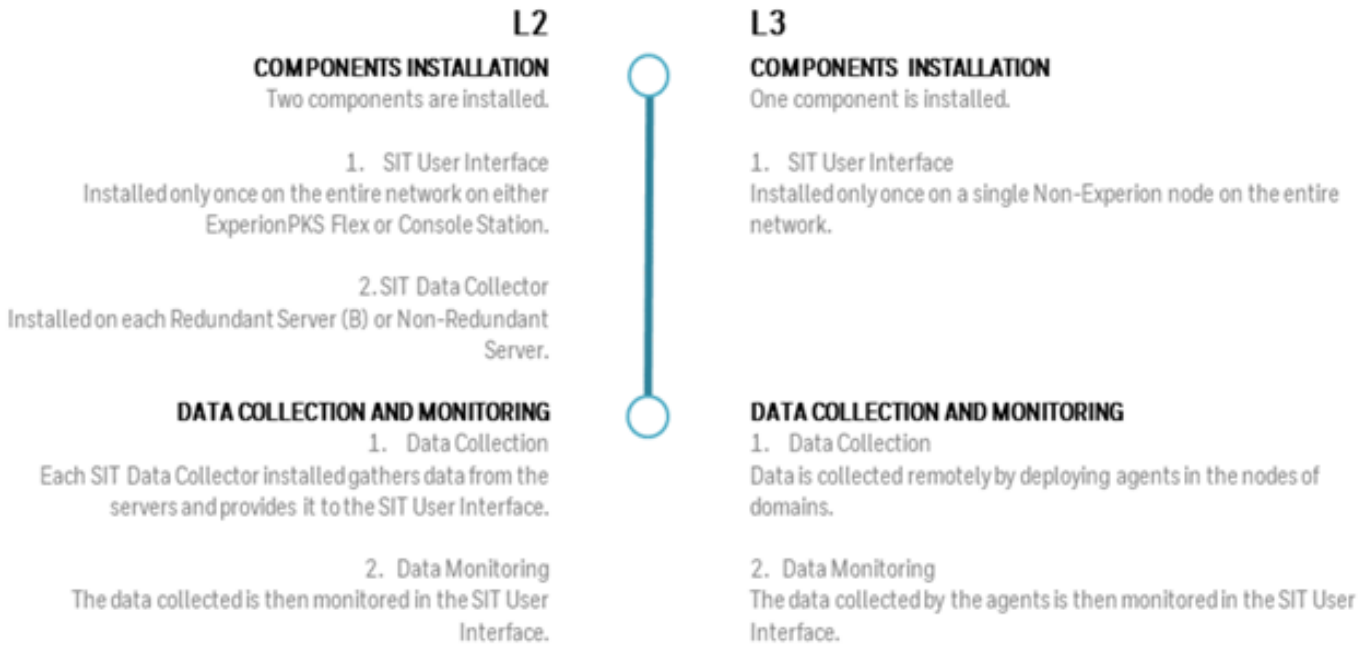 L2
COMPONENTS INSTALLATION
Two components are installed.
1. SIT User Interface
Installed only once on the entire network on either
ExperionPKS Flex or Console Station.
2. SIT Data Collector
Installed on each Redundant Server (B) or Non-Redundant
Server.
DATA COLLECTION AND MONITORING
1. Data Collection
Each SIT Data Collector installed gathers data from the
servers and provides it to the SIT User Interface.
2. Data Monitoring
The data collected is then monitored in the SIT User
Interface.
L3
COMPONENTS INSTALLATION
One component is installed.
1. SIT User Interface
Installed only once on a single Non-Experion node on the entire
network.
DATA COLLECTION AND MONITORING
1. Data Collection
Data is collected remotely by deploying agents in the nodes of
domains.
2. Data Monitoring
The data collected by the agents is then monitored in the SIT User
Interface.